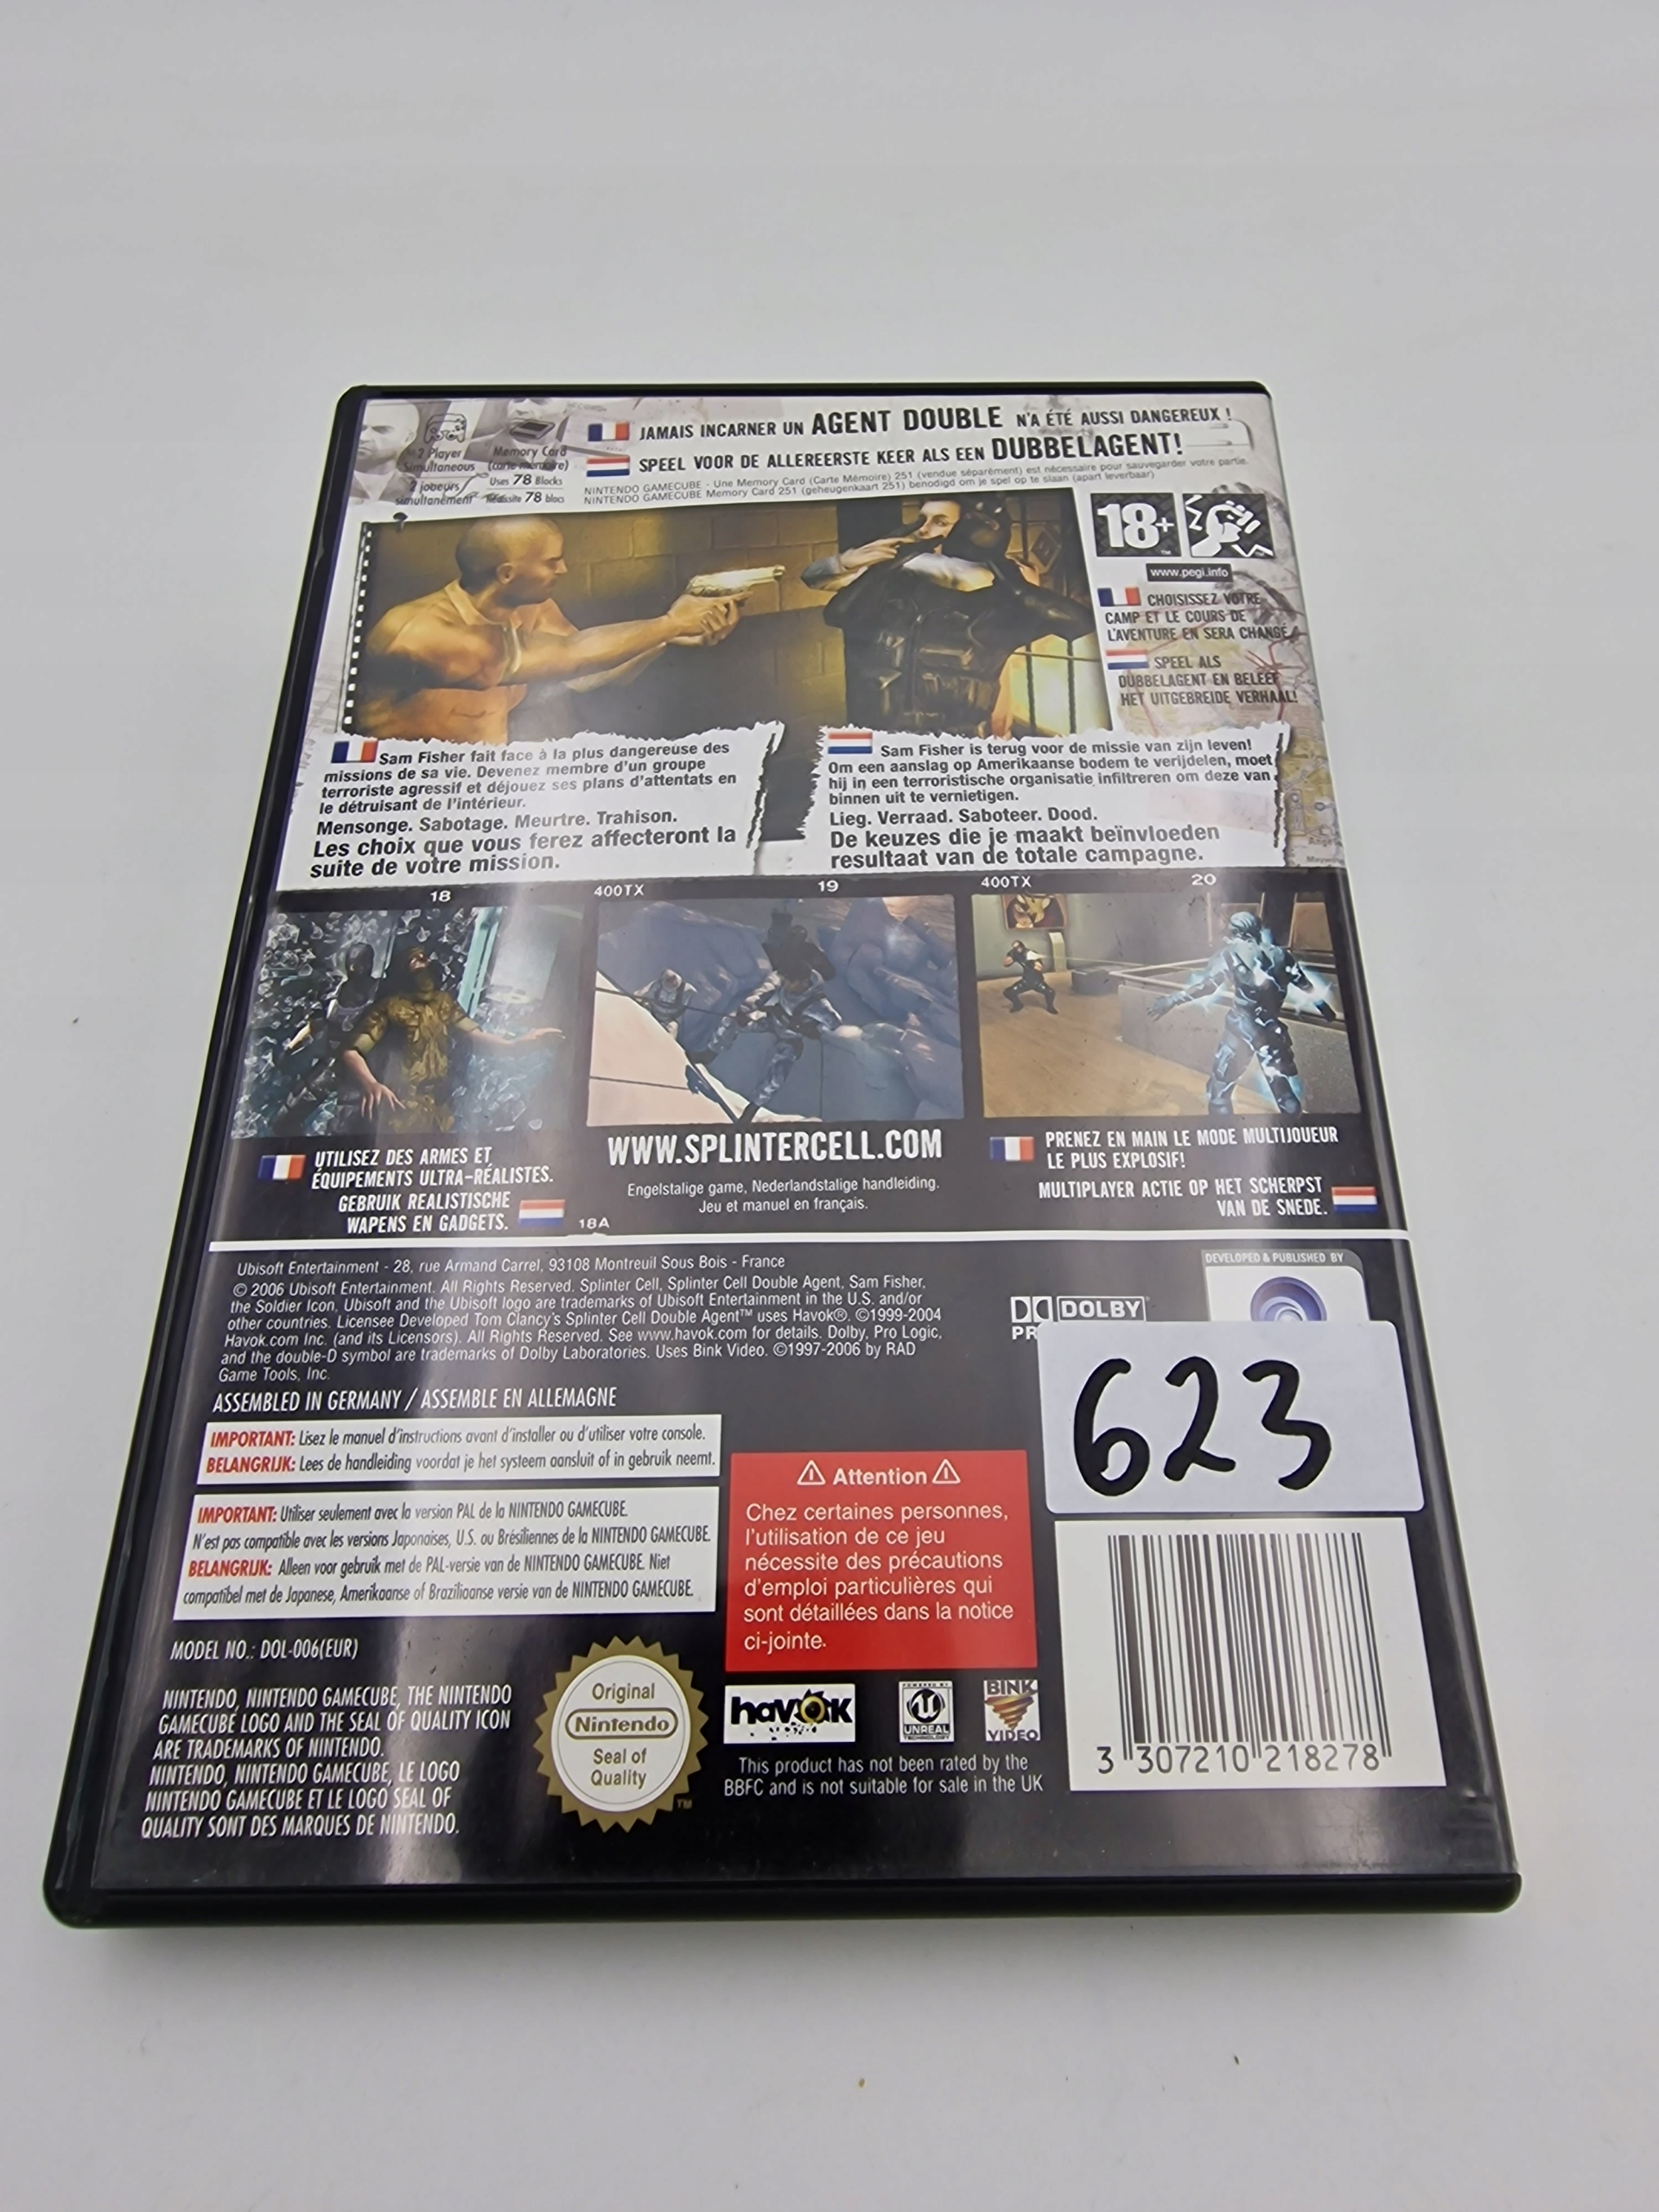 2 Player
Simultaneous
2 joueurs
simultanément
Memory Card
(carte mémoire)
Uses 78 Blocks
Nécessite 78 blocs
JAMAIS INCARNER UN AGENT DOUBLE N'A ÉTÉ AUSSI DANGEREUX !
SPEEL VOOR DE ALLEREERSTE KEER ALS EEN DUBBELAGENT!
NINTENDO GAMECUBE - Une Memory Card (Carte Mémoire) 251 (vendue séparément) est nécessaire pour sauvegarder votre partie.
NINTENDO GAMECUBE Memory Card 251 (geheugenkaart 251) benodigd om je spel op te slaan (apart leverbaar)
18+
www.pegi.info
CHOISISSEZ VOTRE
CAMP ET LE COURS DE
L'AVENTURE EN SERA CHANGÉ
SPEEL ALS
DUBBELAGENT EN BELEEF
HET UITGEBREIDE VERHAAL!
Sam Fisher fait face à la plus dangereuse des
missions de sa vie. Devenez membre d'un groupe
terroriste agressif et déjouez ses plans d'attentats en
le détruisant de l'intérieur.
Mensonge. Sabotage. Meurtre. Trahison.
Les choix que vous ferez affecteront la
suite de votre mission.
Sam Fisher is terug voor de missie van zijn leven!
Om een aanslag op Amerikaanse bodem te verijdelen, moet
hij in een terroristische organisatie infiltreren om deze van
binnen uit te vernietigen.
Lieg. Verraad. Saboteer. Dood.
De keuzes die je maakt beïnvloeden
resultaat van de totale campagne.
18
400TX
19
400TX
20
UTILISEZ DES ARMES ET
ÉQUIPEMENTS ULTRA-RÉALISTES.
GEBRUIK REALISTISCHE
WAPENS EN GADGETS.
18A
WWW.SPLINTERCELL.COM
Engelstalige game, Nederlandstalige handleiding.
Jeu et manuel en français.
PRENEZ EN MAIN LE MODE MULTIJOUEUR
LE PLUS EXPLOSIF!
MULTIPLAYER ACTIE OP HET SCHERPST
VAN DE SNEDE.
Ubisoft Entertainment - 28, rue Armand Carrel, 93108 Montreuil Sous Bois - France
© 2006 Ubisoft Entertainment. All Rights Reserved. Splinter Cell, Splinter Cell Double Agent, Sam Fisher,
the Soldier Icon, Ubisoft and the Ubisoft logo are trademarks of Ubisoft Entertainment in the U.S. and/or
other countries. Licensee Developed Tom Clancy's Splinter Cell Double Agent™ uses Havok®. ©1999-2004
Havok.com Inc. (and its Licensors). All Rights Reserved. See www.havok.com for details. Dolby, Pro Logic,
and the double-D symbol are trademarks of Dolby Laboratories. Uses Bink Video. ©1997-2006 by RAD
Game Tools, Inc.
ASSEMBLED IN GERMANY / ASSEMBLE EN ALLEMAGNE
DOLBY
PR
DEVELOPED & PUBLISHED BY
623
IMPORTANT: Lisez le manuel d'instructions avant d'installer ou d'utiliser votre console.
BELANGRIJK: Lees de handleiding voordat je het systeem aansluit of in gebruik neemt.
IMPORTANT: Utiliser seulement avec la version PAL de la NINTENDO GAMECUBE.
N'est pas compatible avec les versions Japonaises, U.S. ou Brésiliennes de la NINTENDO GAMECUBE.
BELANGRIJK: Alleen voor gebruik met de PAL-versie van de NINTENDO GAMECUBE. Niet
compatibel met de Japanese, Amerikaanse of Braziliaanse versie van de NINTENDO GAMECUBE.
Attention
Chez certaines personnes,
l'utilisation de ce jeu
nécessite des précautions
d'emploi particulières qui
sont détaillées dans la notice
ci-jointe.
MODEL NO.: DOL-006(EUR)
NINTENDO, NINTENDO GAMECUBE, THE NINTENDO
GAMECUBE LOGO AND THE SEAL OF QUALITY ICON
ARE TRADEMARKS OF NINTENDO.
NINTENDO, NINTENDO GAMECUBE, LE LOGO
NINTENDO GAMECUBE ET LE LOGO SEAL OF
QUALITY SONT DES MARQUES DE NINTENDO.
Original
Nintendo
Seal of
Quality
TM
havok
POWERED BY
UNREAL
TECHNOLOGY
BINK
VIDEO
This product has not been rated by the
BBFC and is not suitable for sale in the UK
3 307210 218278